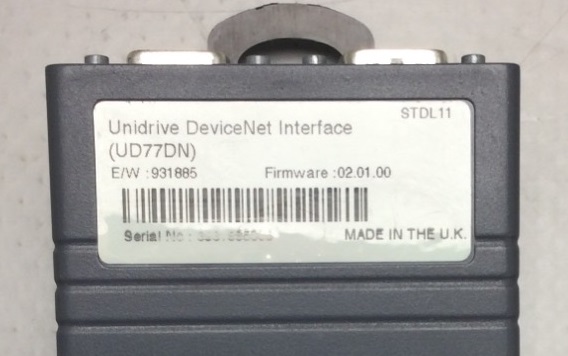 STDL11
Unidrive DeviceNet Interface
(UD77DN)
E/W :931885 Firmware :02.01.00
Serial No : MADE IN THE U.K.